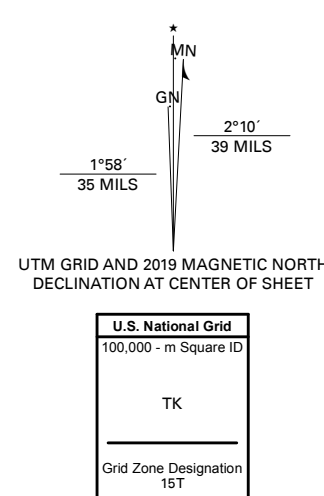 ★
MN
GN
2°10´
39 MILS
1°58´
35 MILS
UTM GRID AND 2019 MAGNETIC NORTH
DECLINATION AT CENTER OF SHEET
U.S. National Grid
100,000 - m Square ID
TK
Grid Zone Designation
15T